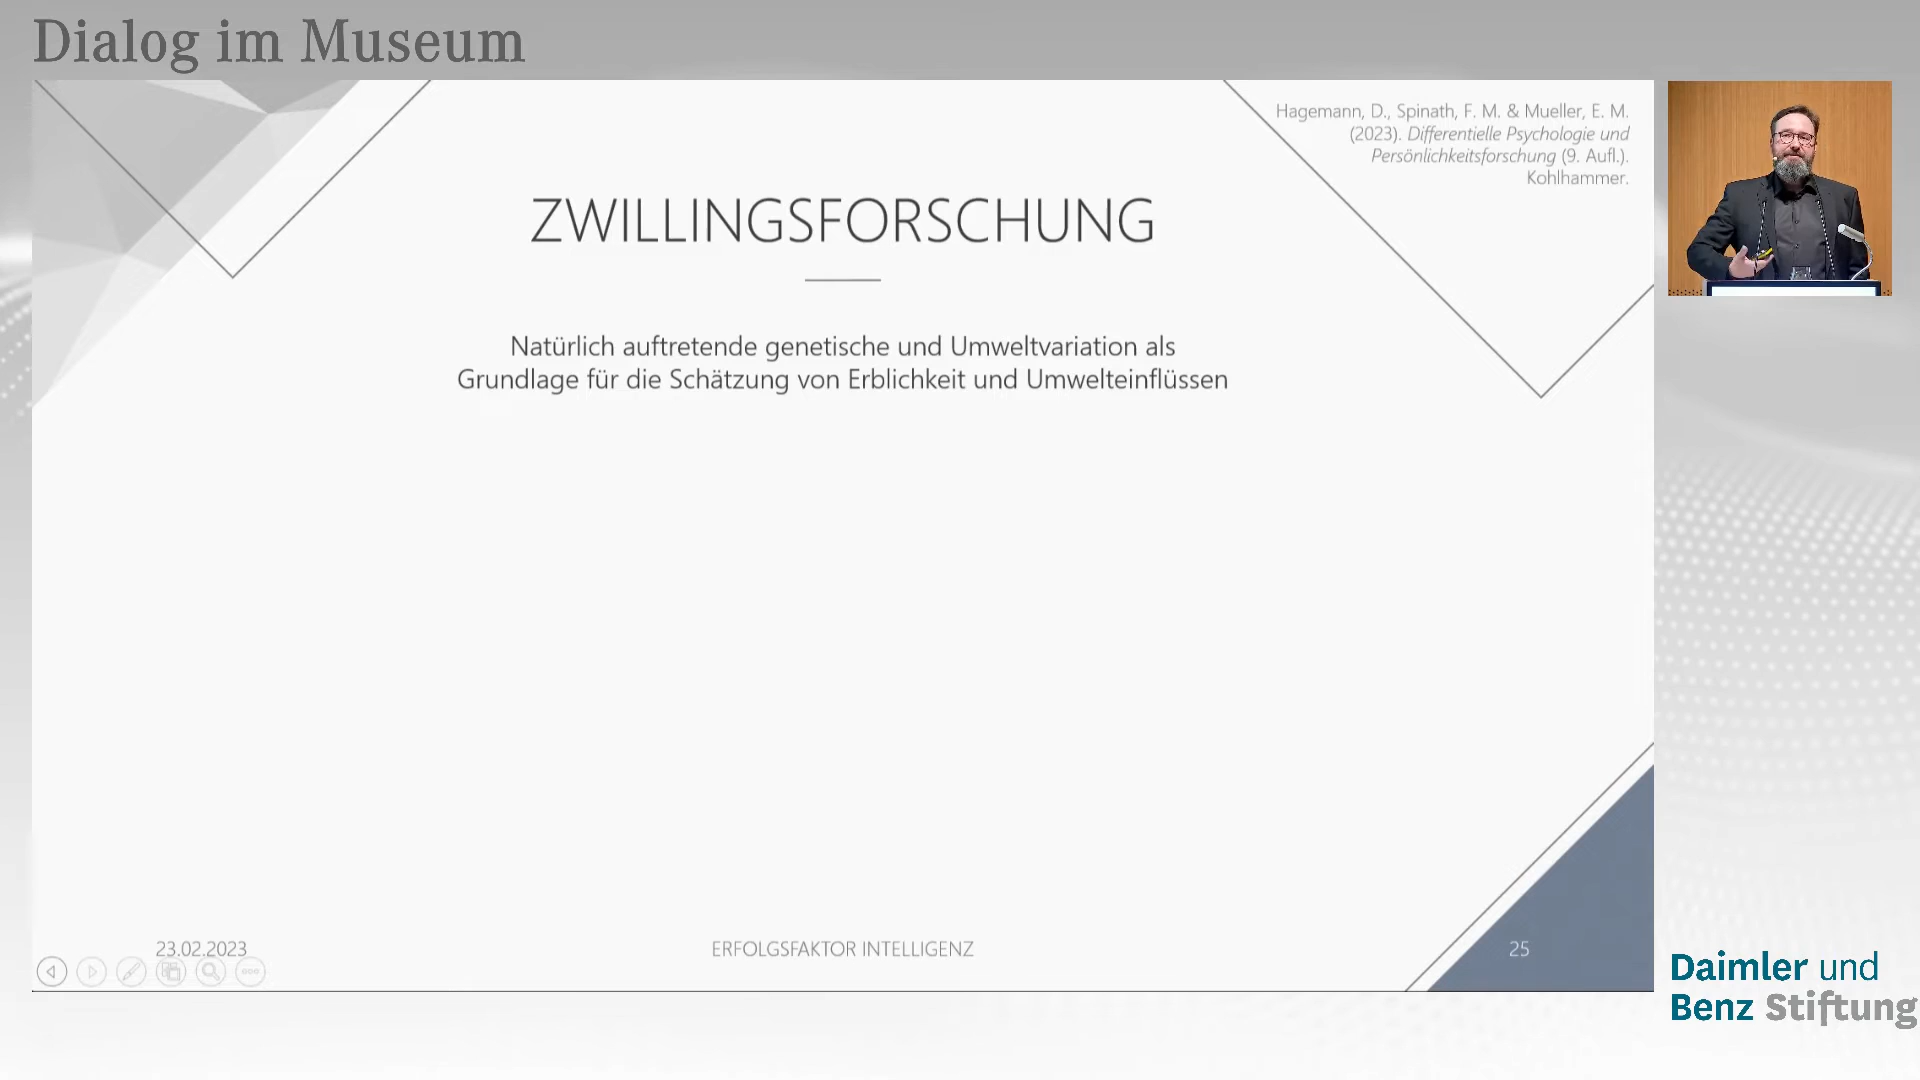 Dialog im Museum
Hagemann, D., Spinath, F. M. & Mueller, E. M.
(2023). Differentielle Psychologie und
Persönlichkeitsforschung (9. Aufl.).
Kohlhammer.
ZWILLINGSFORSCHUNG
Natürlich auftretende genetische und Umweltvariation als
Grundlage für die Schätzung von Erblichkeit und Umwelteinflüssen
23.02.2023
ERFOLGSFAKTOR INTELLIGENZ
25
Daimler und
Benz Stiftung